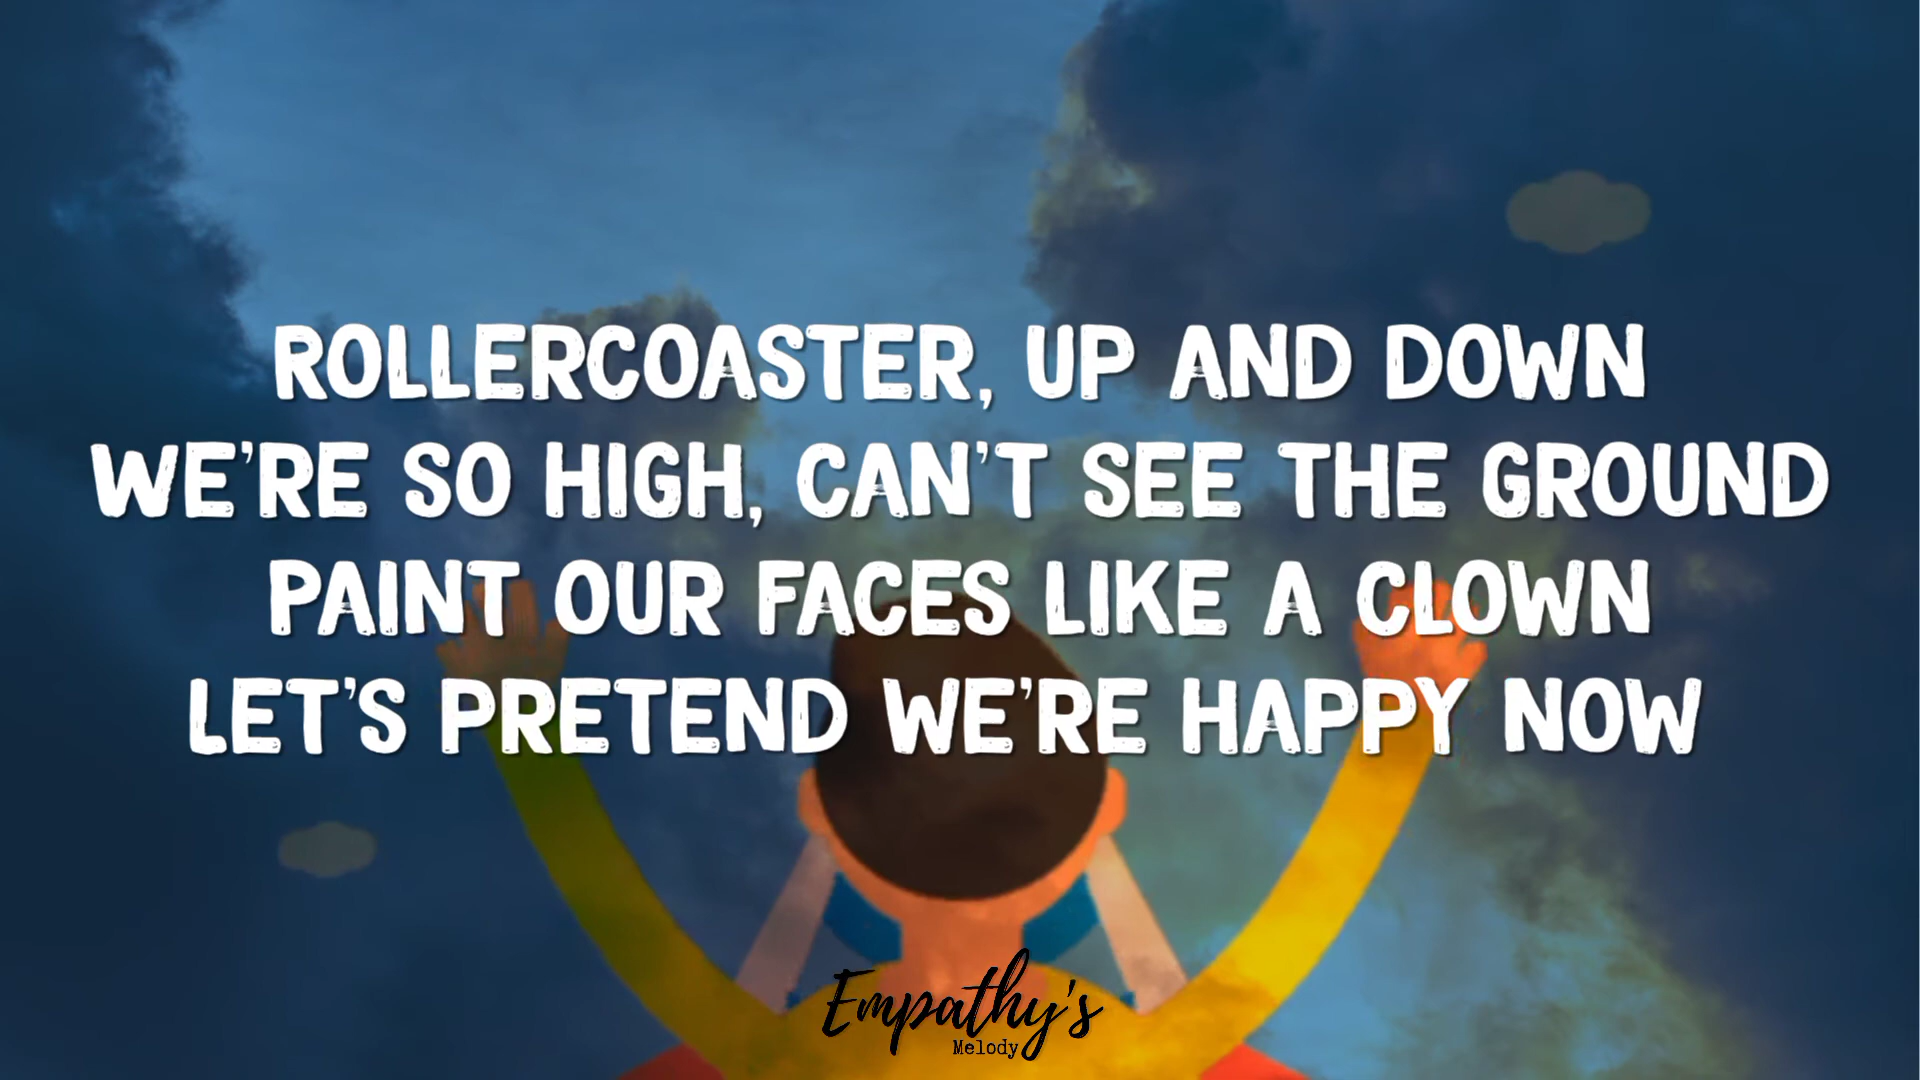 ROLLERCOASTER, UP AND DOWN
WE'RE SO HIGH, CAN'T SEE THE GROUND
PAINT OUR FACES LIKE A CLOWN
LET'S PRETEND WE'RE HAPPY NOW
Empathy's
Melody